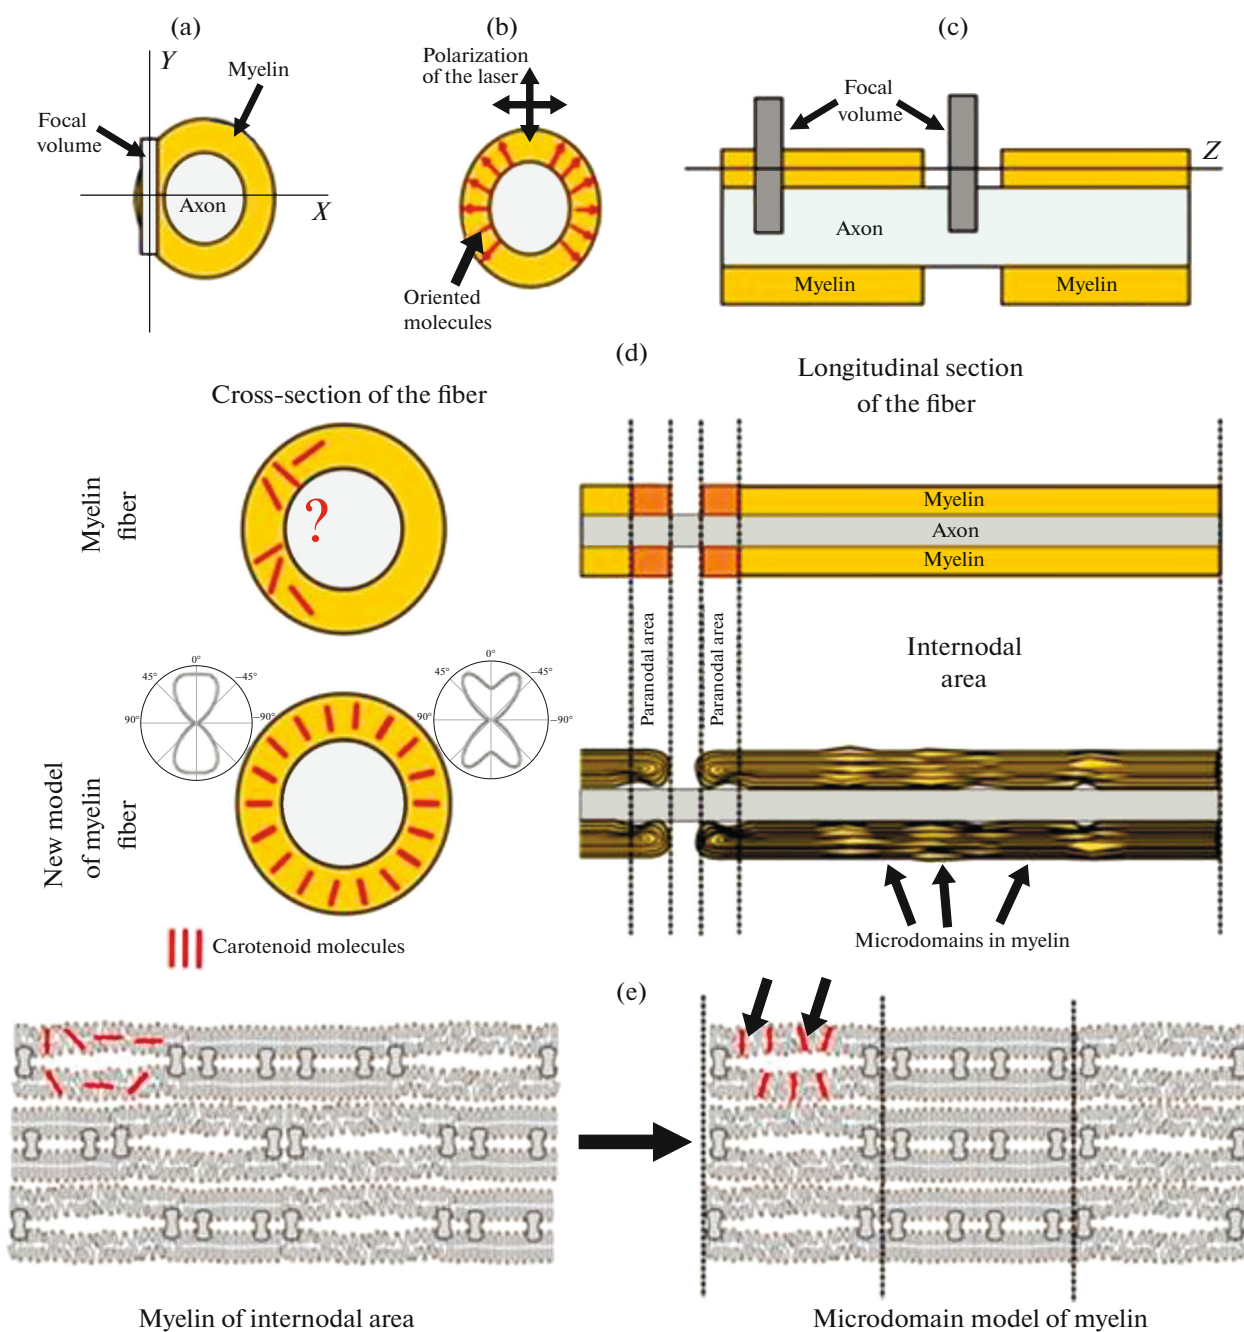 (a)
(b)
(c)
Y
Myelin
Focal
volume
Axon
X
Polarization
of the laser
Oriented
molecules
Focal
volume
Z
Axon
Myelin
Myelin
(d)
Cross-section of the fiber
Longitudinal section
of the fiber
Myelin
fiber
?
Myelin
Axon
Myelin
Paranodal area
Paranodal area
Internodal
area
0°
45°
−45°
90°
−90°
0°
45°
−45°
90°
−90°
New model
of myelin
fiber
Carotenoid molecules
Microdomains in myelin
(e)
Myelin of internodal area
Microdomain model of myelin